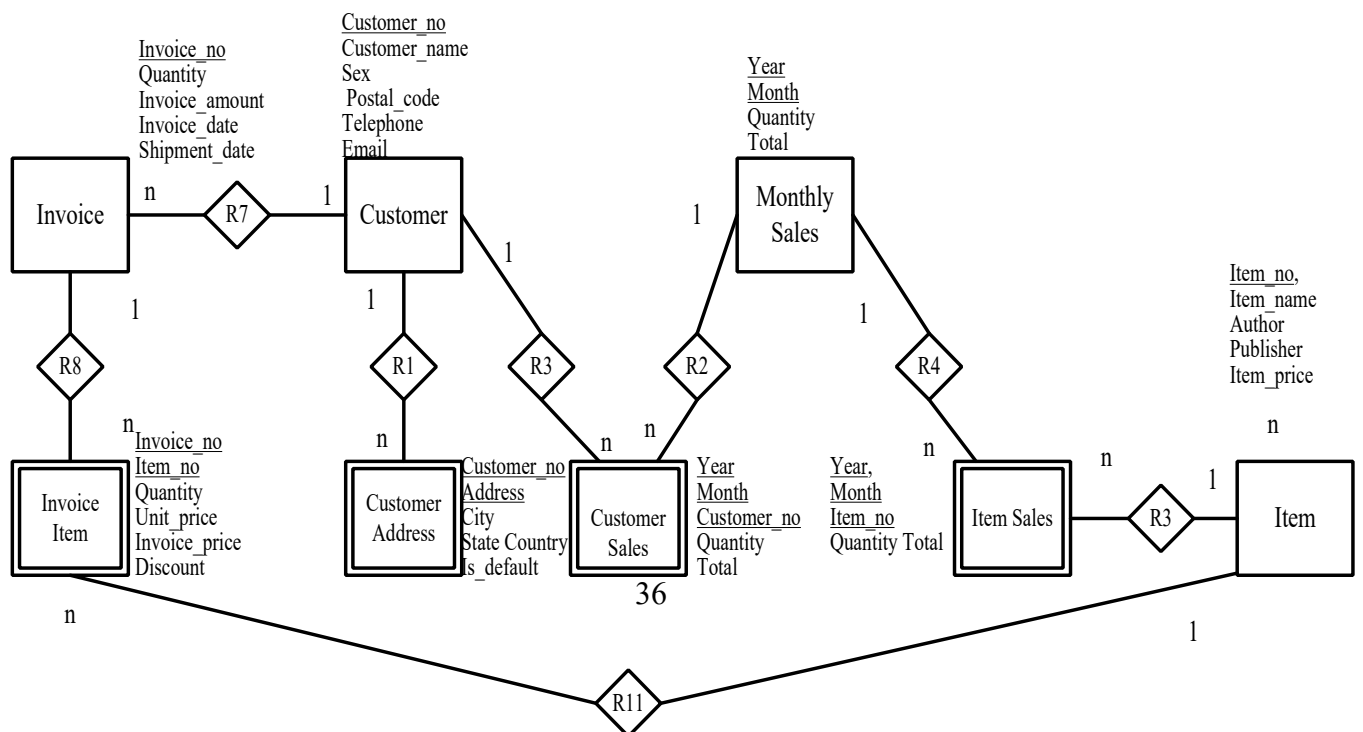 Customer_no
Customer_name
Sex
Postal_code
Telephone
Email
Invoice_no
Quantity
Invoice_amount
Invoice_date
Shipment_date
Year
Month
Quantity
Total
Invoice
n
R7
1
Customer
1
1
Monthly
Sales
1
1
1
R8
R1
R3
R2
R4
Item_no,
Item_name
Author
Publisher
Item_price
n
n
n
n
n
n
n
Invoice
Item
Invoice_no
Item_no
Quantity
Unit_price
Invoice_price
Discount
Customer
Address
Customer_no
Address
City
State Country
Is_default
Customer
Sales
Year
Month
Customer_no
Quantity
Total
Year,
Month
Item_no
Quantity Total
Item Sales
R3
1
Item
36
n
1
R11